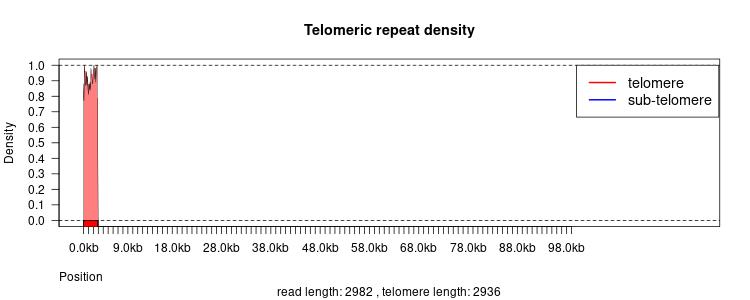 Telomeric repeat density
1.0
0.9
0.8
0.7
0.6
0.5
0.4
0.3
0.2
0.1
0.0
Density
telomere
sub-telomere
0.0kb 9.0kb 18.0kb 28.0kb 38.0kb 48.0kb 58.0kb 68.0kb 78.0kb 88.0kb 98.0kb
Position
read length: 2982 , telomere length: 2936